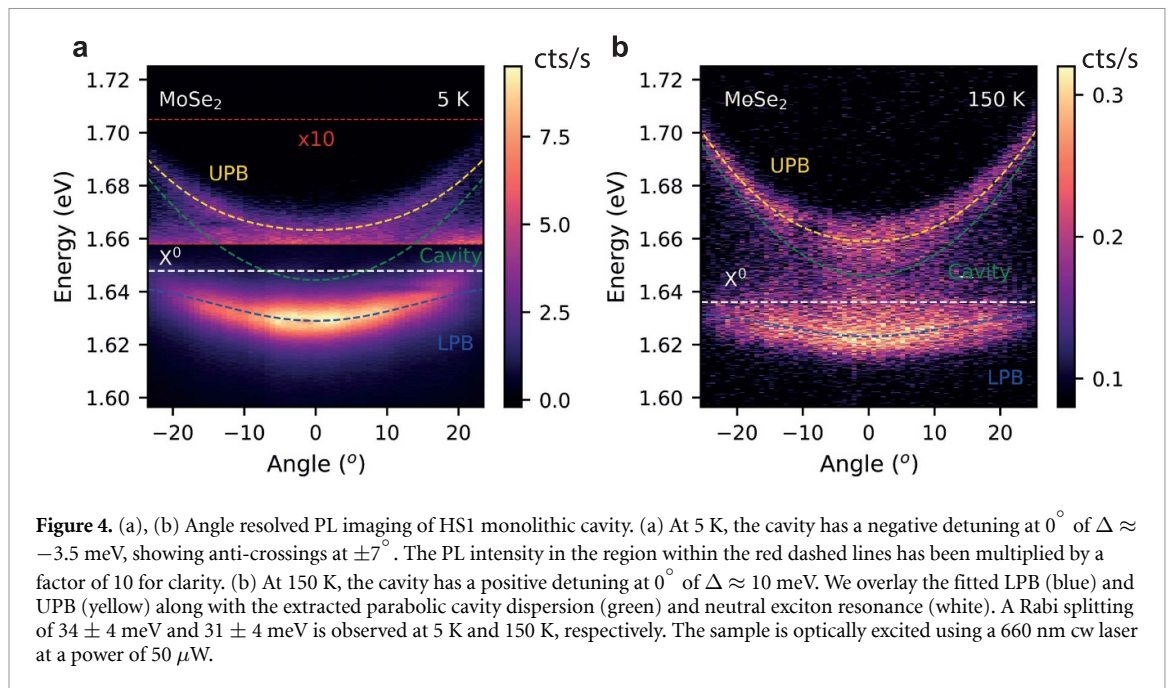 a
cts/s
b
cts/s
1.72
1.70
1.68
1.66
1.64
1.62
1.60
Energy (eV)
MoSe₂
5 K
x10
UPB
X⁰
Cavity
LPB
−20
−10
0
10
20
Angle (°)
7.5
5.0
2.5
0.0
1.72
1.70
1.68
1.66
1.64
1.62
1.60
Energy (eV)
MoSe₂
150 K
UPB
Cavity
X⁰
LPB
−20
−10
0
10
20
Angle (°)
0.3
0.2
0.1
Figure 4. (a), (b) Angle resolved PL imaging of HS1 monolithic cavity. (a) At 5 K, the cavity has a negative detuning at 0° of Δ ≈
−3.5 meV, showing anti-crossings at ±7°. The PL intensity in the region within the red dashed lines has been multiplied by a
factor of 10 for clarity. (b) At 150 K, the cavity has a positive detuning at 0° of Δ ≈ 10 meV. We overlay the fitted LPB (blue) and
UPB (yellow) along with the extracted parabolic cavity dispersion (green) and neutral exciton resonance (white). A Rabi splitting
of 34 ± 4 meV and 31 ± 4 meV is observed at 5 K and 150 K, respectively. The sample is optically excited using a 660 nm cw laser
at a power of 50 μW.